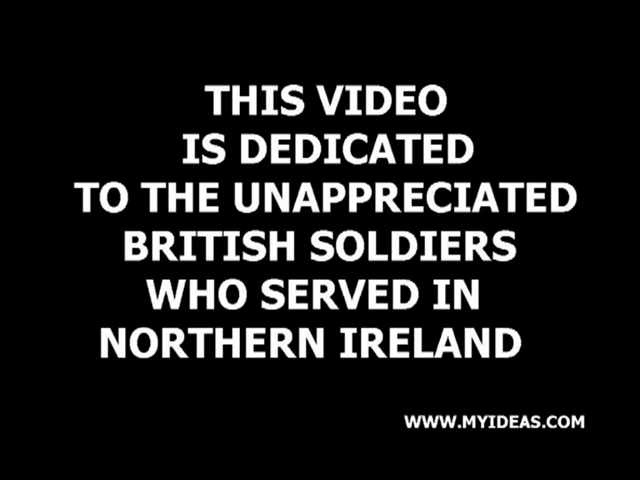 THIS VIDEO
IS DEDICATED
TO THE UNAPPRECIATED
BRITISH SOLDIERS
WHO SERVED IN
NORTHERN IRELAND
WWW.MYIDEAS.COM